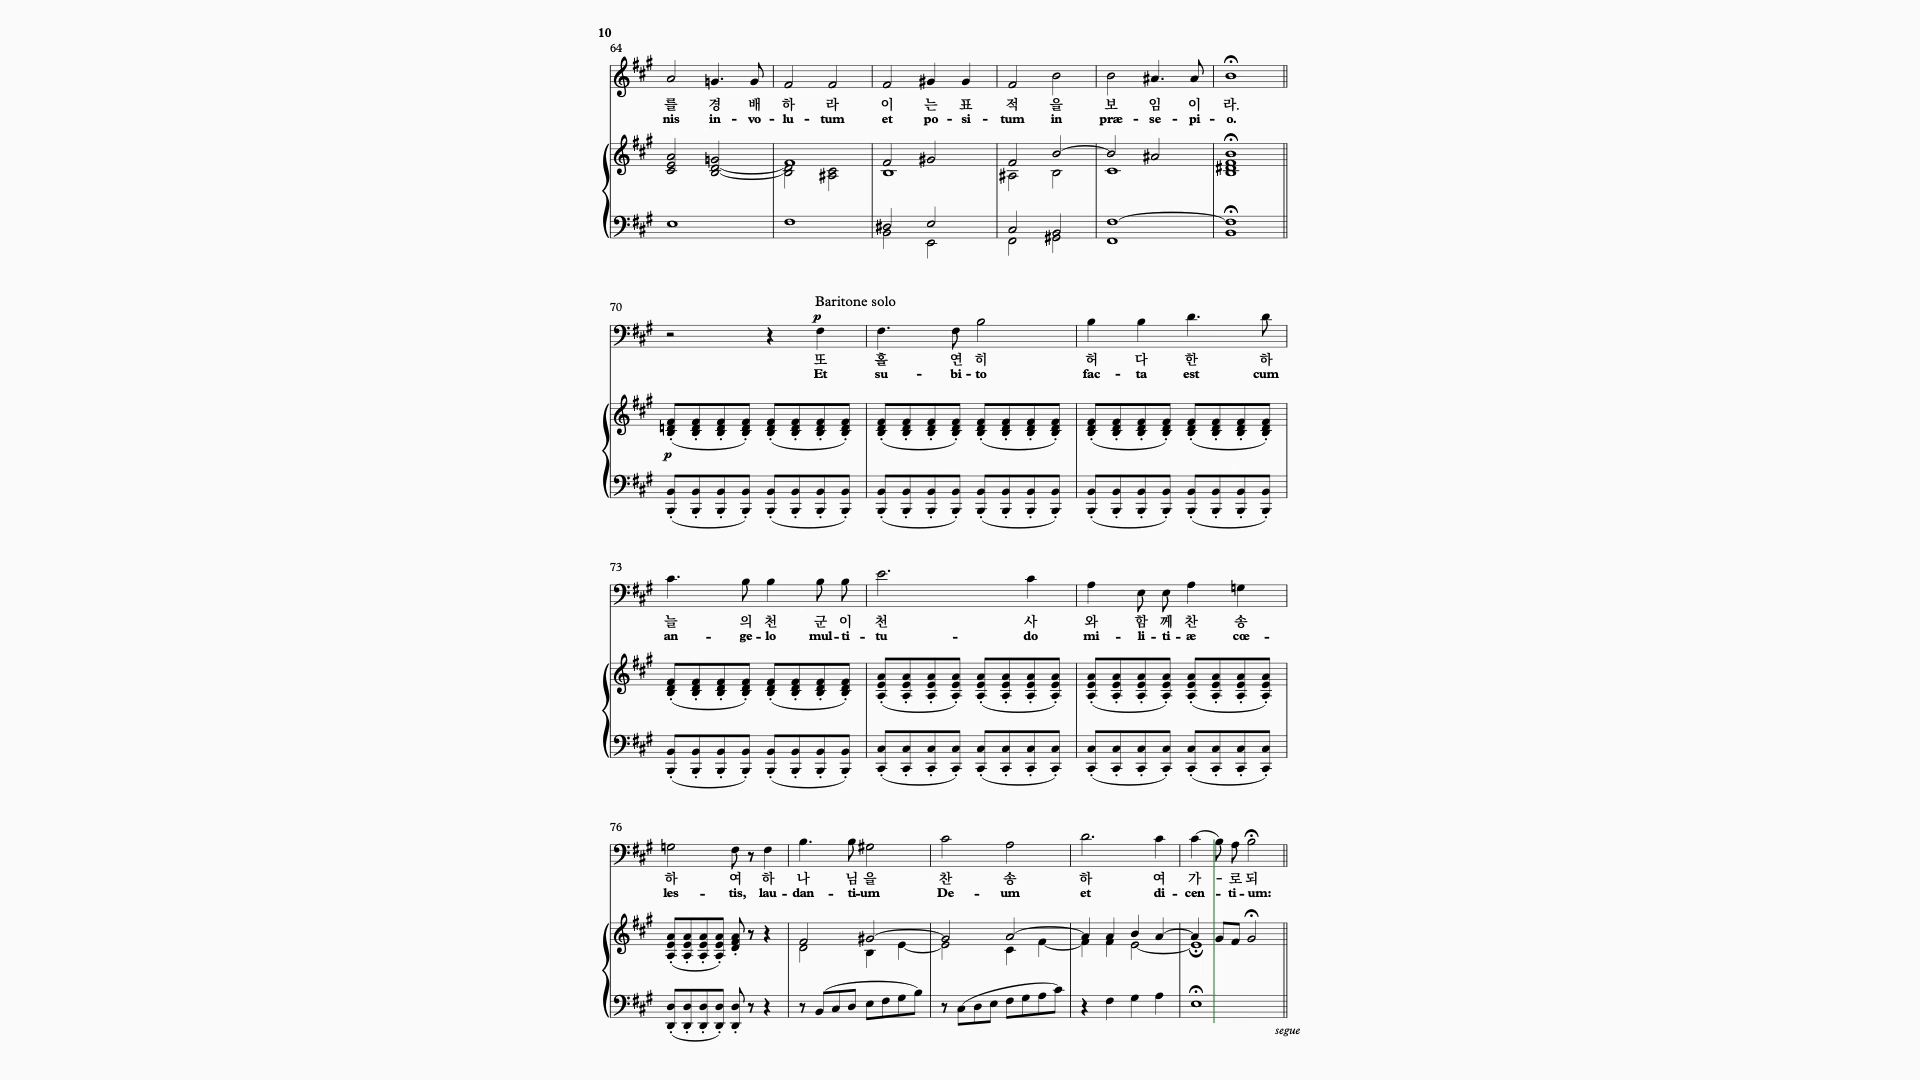 10
64
를 경 배 하 라 이 는 표 적 을 보 임 이 라.
nis in - vo - lu - tum et po - si - tum in præ - se - pi - o.
Baritone solo
70
p
또 홀 연 히 허 다 한 하
Et su - bi - to fac - ta est cum
p
73
늘 의 천 군 이 천 사 와 함 께 찬 송
an - ge - lo mul - ti - tu - do mi - li - ti - æ cœ -
76
하 여 하 나 님 을 찬 송 하 여 가 - 로 되
les - tis, lau - dan - ti - um De - um et di - cen - ti - um:
segue